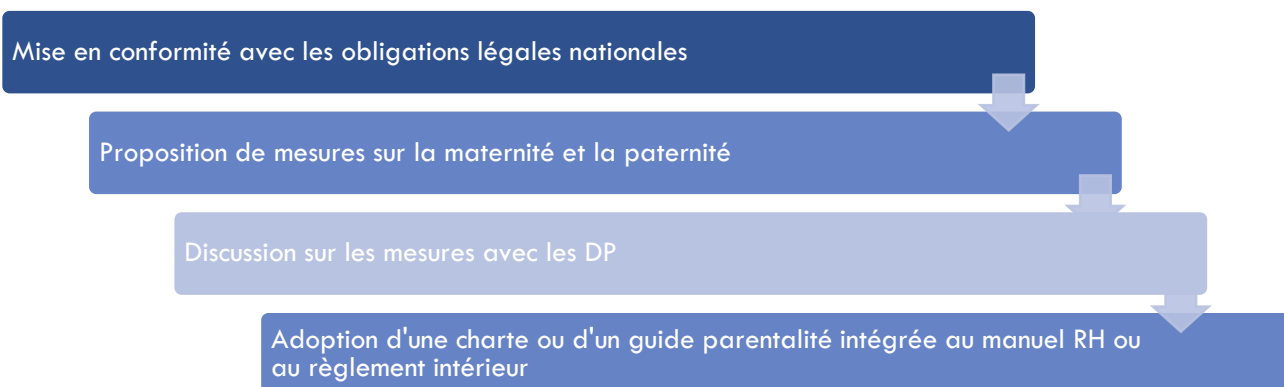 Mise en conformité avec les obligations légales nationales
Proposition de mesures sur la maternité et la paternité
Discussion sur les mesures avec les DP
Adoption d'une charte ou d'un guide parentalité intégrée au manuel RH ou
au règlement intérieur